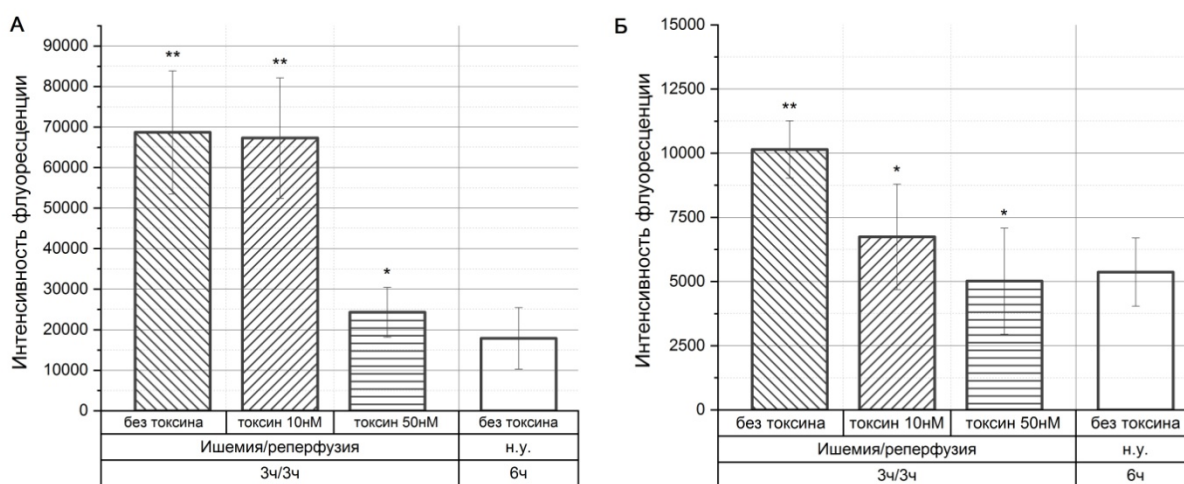 А
Интенсивность флуоресценции
90000
80000
70000
60000
50000
40000
30000
20000
10000
0
**
**
*
без токсина
токсин 10нМ
токсин 50нМ
без токсина
Ишемия/реперфузия
н.у.
3ч/3ч
6ч
Б
Интенсивность флуоресценции
15000
12500
10000
7500
5000
2500
0
**
*
*
без токсина
токсин 10нМ
токсин 50нМ
без токсина
Ишемия/реперфузия
н.у.
3ч/3ч
6ч